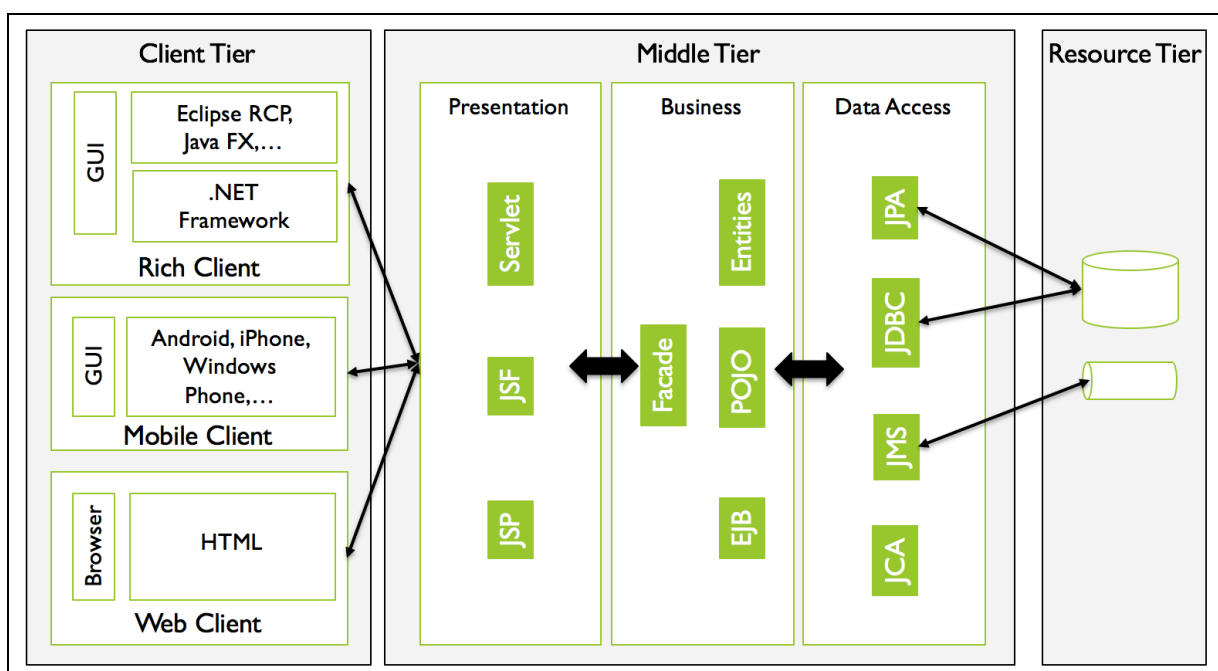 Client Tier
GUI
Eclipse RCP,
Java FX,...
.NET
Framework
Rich Client
GUI
Android, iPhone,
Windows
Phone,...
Mobile Client
Browser
HTML
Web Client
Middle Tier
Presentation
Servlet
JSF
JSP
Business
Facade
Entities
POJO
EJB
Data Access
JPA
JDBC
JMS
JCA
Resource Tier